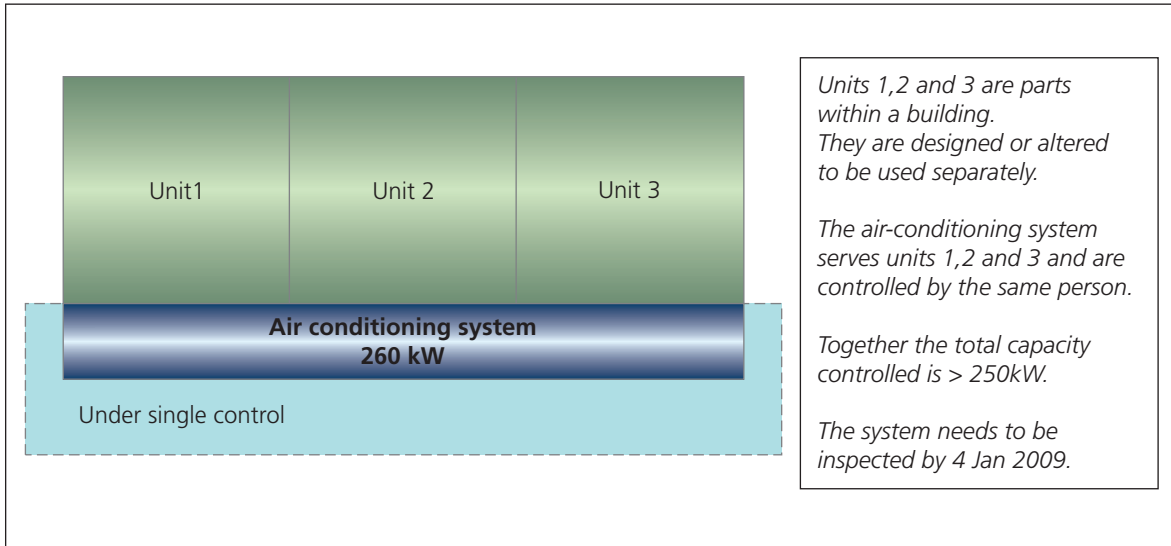 Unit1
Unit 2
Unit 3
Air conditioning system
260 kW
Under single control
Units 1,2 and 3 are parts
within a building.
They are designed or altered
to be used separately.
The air-conditioning system
serves units 1,2 and 3 and are
controlled by the same person.
Together the total capacity
controlled is > 250kW.
The system needs to be
inspected by 4 Jan 2009.